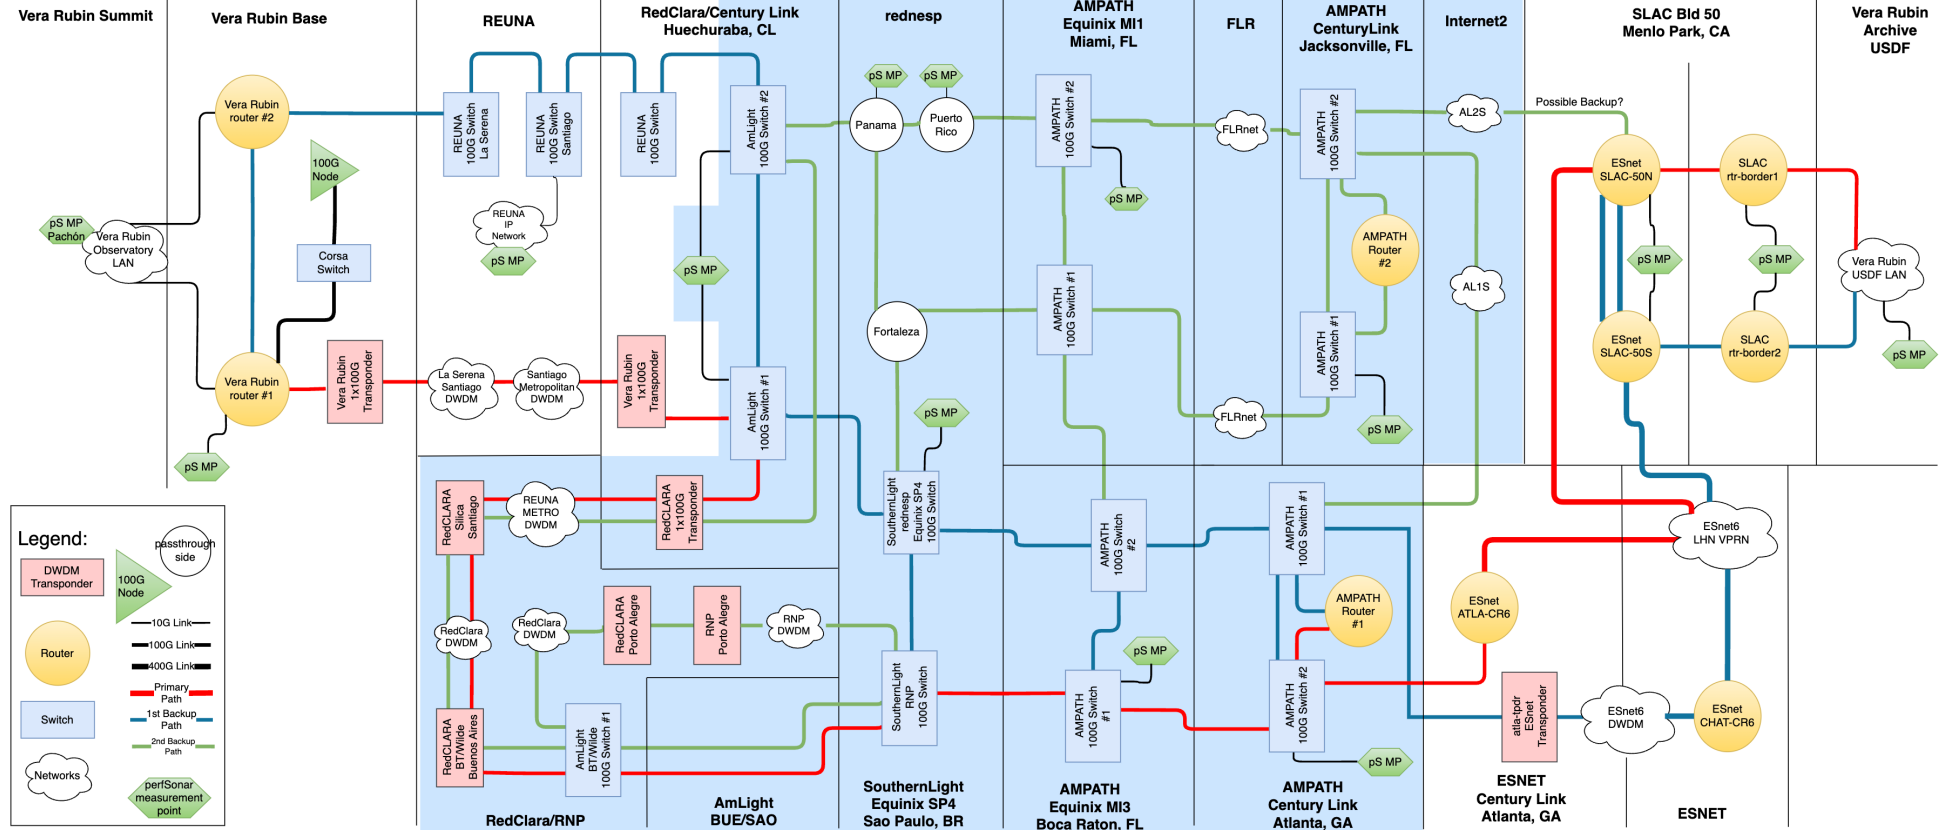 Vera Rubin Summit
Vera Rubin Base
REUNA
RedClara/Century Link
Huechuraba, CL
rednesp
AMPATH
Equinix MI1
Miami, FL
FLR
AMPATH
CenturyLink
Jacksonville, FL
Internet2
SLAC Bld 50
Menlo Park, CA
Vera Rubin
Archive
USDF
Vera Rubin
router #2
100G
Node
pS MP
Pachón
Vera Rubin
Observatory
LAN
Corsa
Switch
Vera Rubin
router #1
pS MP
Vera Rubin
1x100G
Transponder
REUNA
100G Switch
La Serena
REUNA
100G Switch
Santiago
REUNA
100G Switch
REUNA
IP
Network
pS MP
La Serena
Santiago
DWDM
Santiago
Metropolitan
DWDM
Vera Rubin
1x100G
Transponder
AmLight
100G Switch #2
pS MP
AmLight
100G Switch #1
pS MP
pS MP
Panama
Puerto
Rico
Fortaleza
pS MP
SouthernLight
rednesp
Equinix SP4
100G Switch
AMPATH
100G Switch #2
pS MP
AMPATH
100G Switch #1
FLRnet
FLRnet
AMPATH
100G Switch #2
AMPATH
Router
#2
AMPATH
100G Switch #1
pS MP
AL2S
AL1S
Possible Backup?
ESnet
SLAC-50N
SLAC
rtr-border1
pS MP
pS MP
ESnet
SLAC-50S
SLAC
rtr-border2
Vera Rubin
USDF LAN
pS MP
RedCLARA
Silica
Santiago
REUNA
METRO
DWDM
RedCLARA
1x100G
Transponder
RedClara
DWDM
RedClara
DWDM
RedCLARA
Porto Alegre
RNP
Porto Alegre
RNP
DWDM
RedCLARA
BT/Wilde
Buenos Aires
AmLight
BT/Wilde
100G Switch #1
SouthernLight
RNP
100G Switch
AMPATH
100G Switch
#2
pS MP
AMPATH
100G Switch
#1
AMPATH
100G Switch #1
AMPATH
Router
#1
AMPATH
100G Switch #2
pS MP
ESnet
ATLA-CR6
ESnet6
LHN VPRN
atla-tpdr
ESnet
Transponder
ESnet6
DWDM
ESnet
CHAT-CR6
RedClara/RNP
AmLight
BUE/SAO
SouthernLight
Equinix SP4
Sao Paulo, BR
AMPATH
Equinix MI3
Boca Raton, FL
AMPATH
Century Link
Atlanta, GA
ESNET
Century Link
Atlanta, GA
ESNET
Legend:
passthrough
side
DWDM
Transponder
100G
Node
10G Link
100G Link
400G Link
Router
Primary
Path
Switch
1st Backup
Path
2nd Backup
Path
Networks
perfSonar
measurement
point